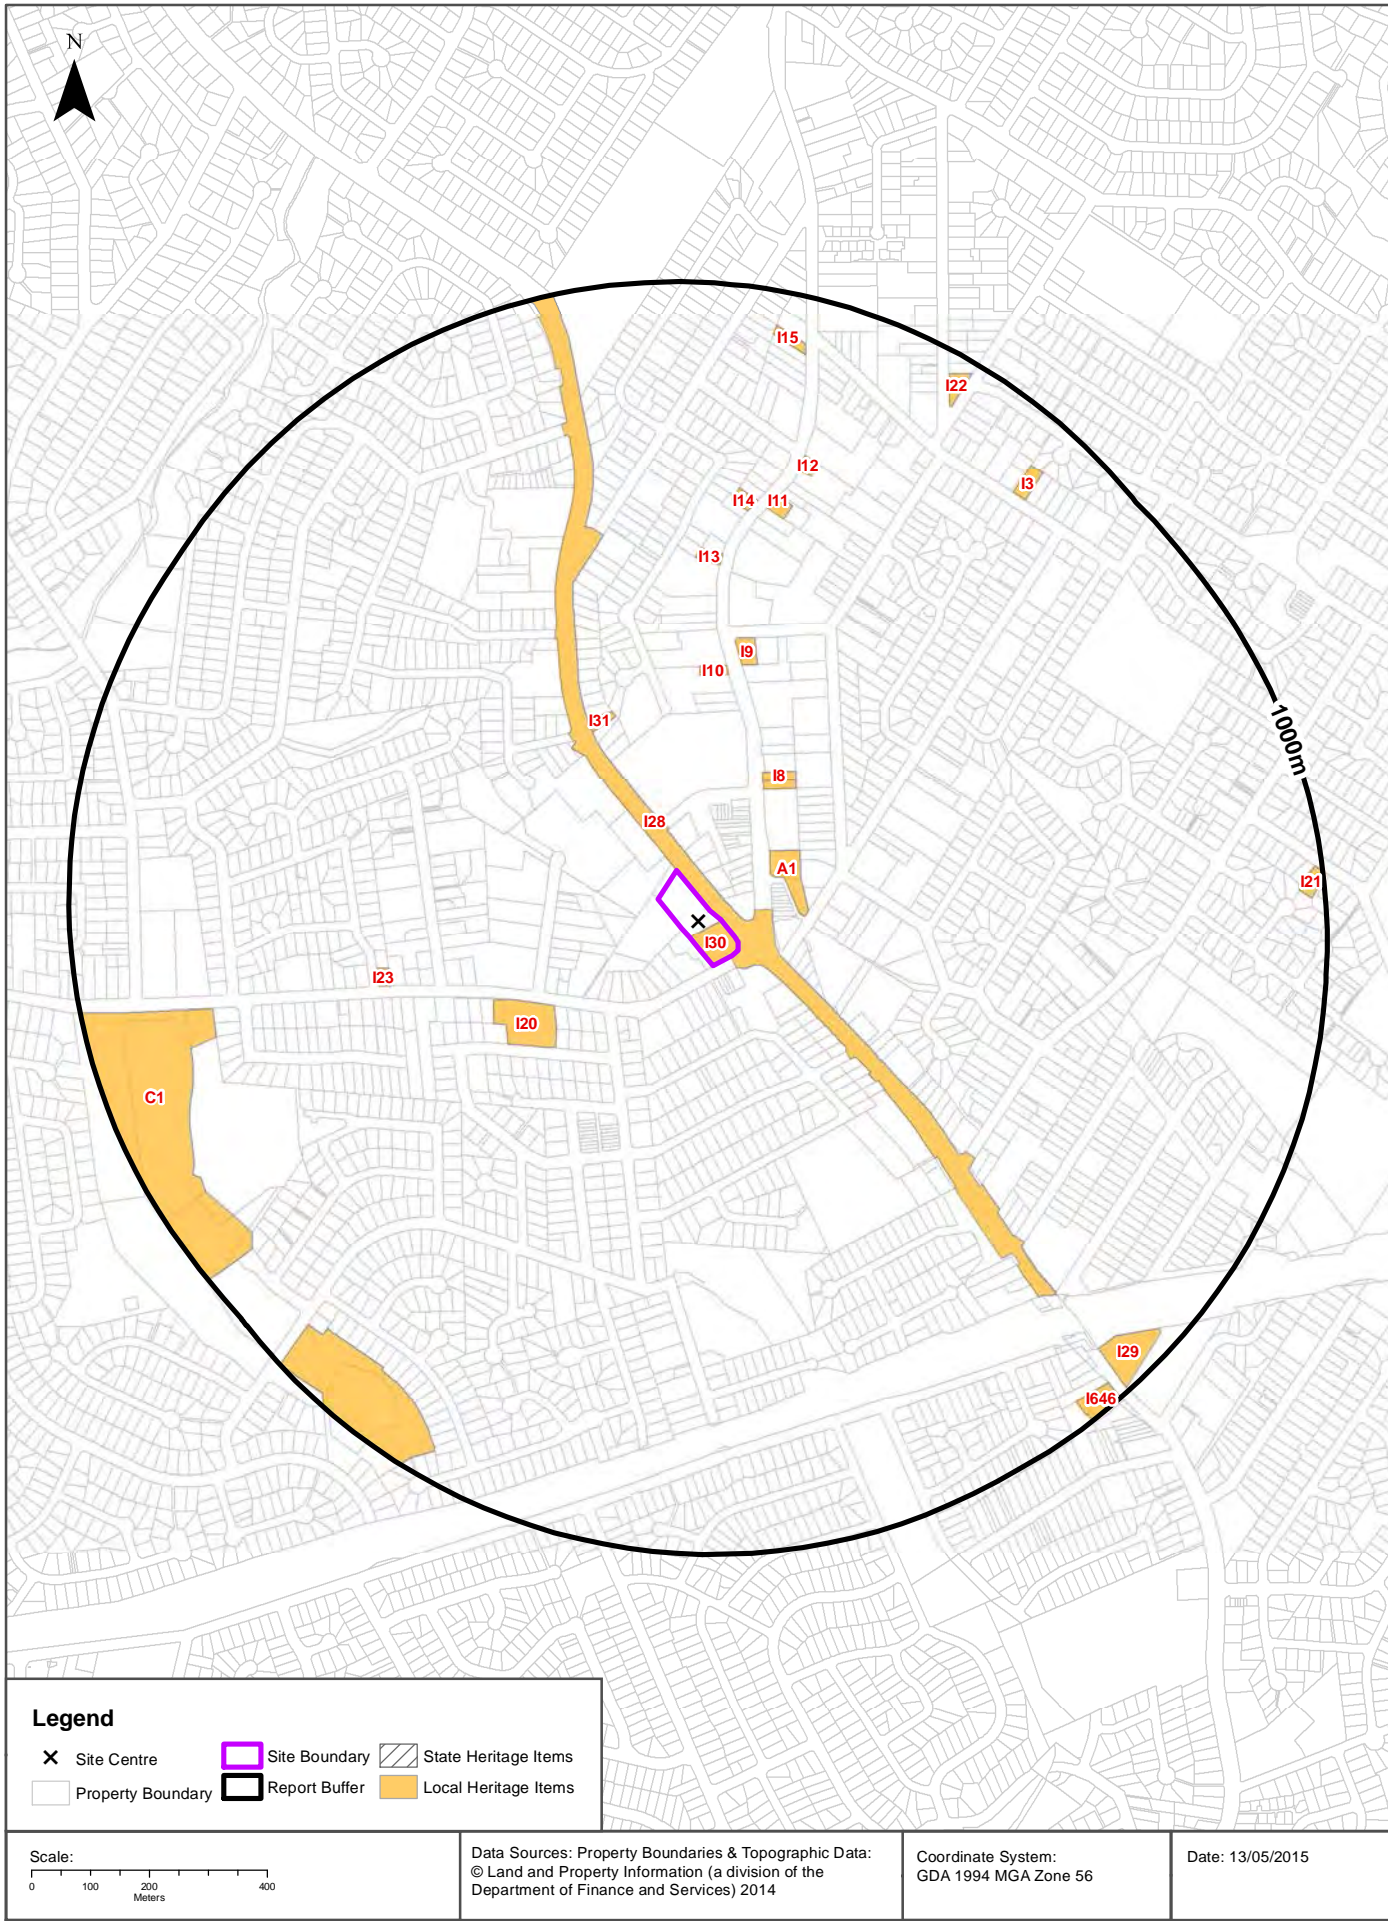 N
I15
I22
I12
I3
I14
I11
I13
I9
I10
1000m
I31
I8
I28
A1
I21
I30
I23
I20
C1
I29
I646
Legend
Site Centre
Site Boundary
State Heritage Items
Property Boundary
Report Buffer
Local Heritage Items
Scale:
0 100 200 400
Meters
Data Sources: Property Boundaries & Topographic Data:
© Land and Property Information (a division of the
Department of Finance and Services) 2014
Coordinate System:
GDA 1994 MGA Zone 56
Date: 13/05/2015